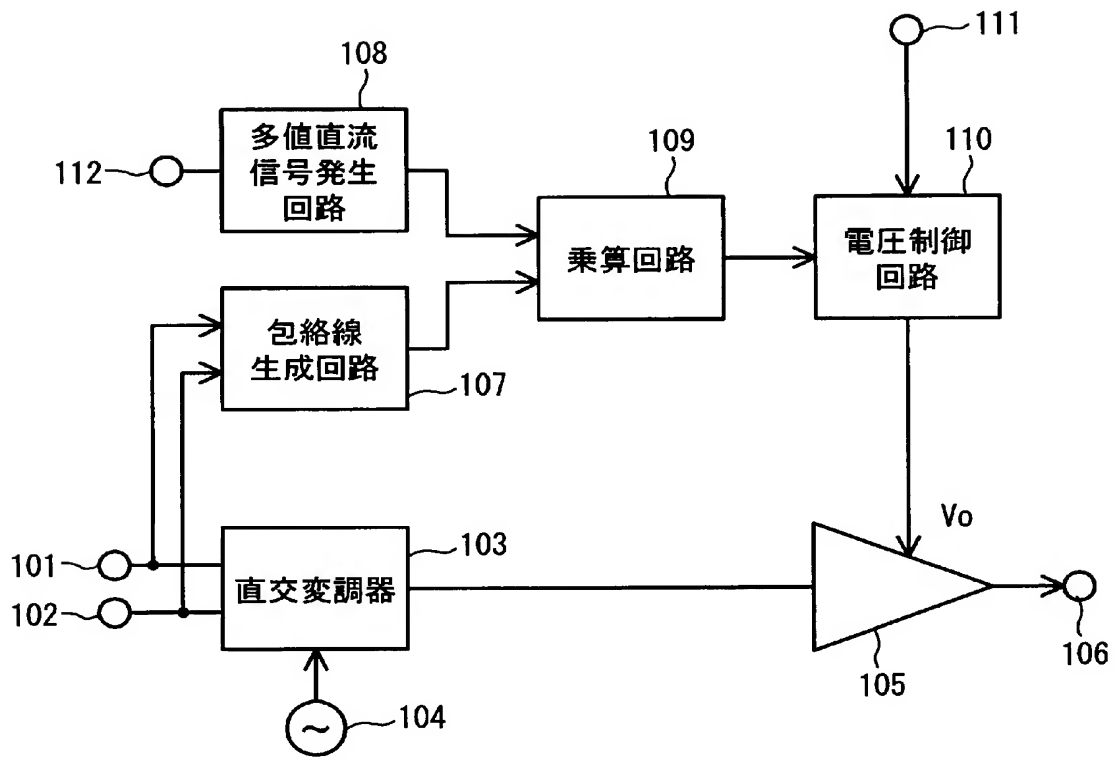 111
108
多値直流
信号発生
回路
112
109
乗算回路
110
電圧制御
回路
包絡線
生成回路
107
Vo
101
102
103
直交変調器
105
106
104
~